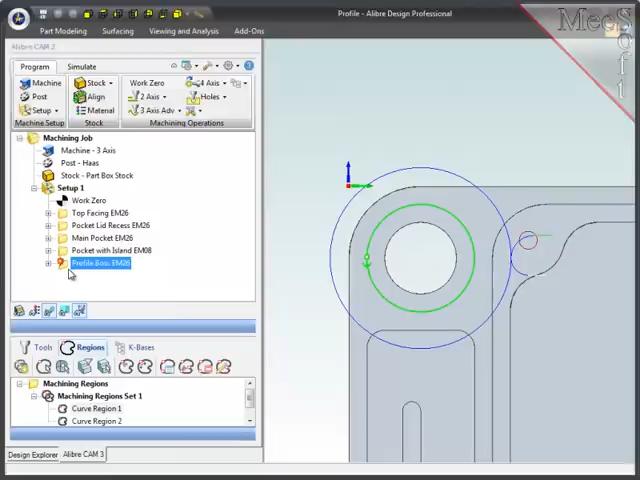 Profile - Alibre Design Professional
MecSoft
Part Modeling Surfacing Viewing and Analysis Add-Ons
Alibre CAM 3
Program Simulate
Machine Stock Work Zero 4 Axis
Post Align 2 Axis Holes
Setup Material 3 Axis Adv
Machine Setup Stock Machining Operations
Machining Job
Machine - 3 Axis
Post - Haas
Stock - Part Box Stock
Setup 1
Work Zero
Top Facing EM26
Pocket Lid Recess EM26
Main Pocket EM26
Pocket with Island EM08
Profile Boss EM26
Tools Regions K-Bases
Machining Regions
Machining Regions Set 1
Curve Region 1
Curve Region 2
Design Explorer Alibre CAM 3